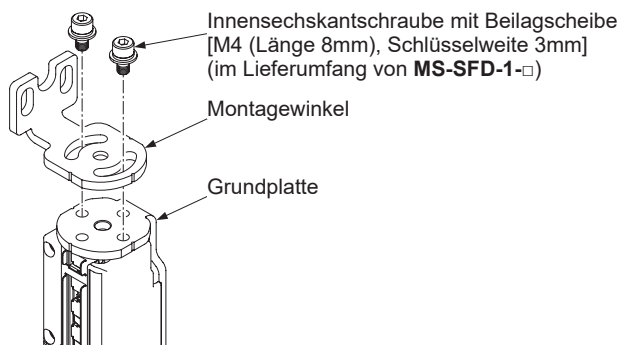 Innensechskantschraube mit Beilagscheibe
[M4 (Länge 8mm), Schlüsselweite 3mm]
(im Lieferumfang von MS-SFD-1-□)
Montagewinkel
Grundplatte